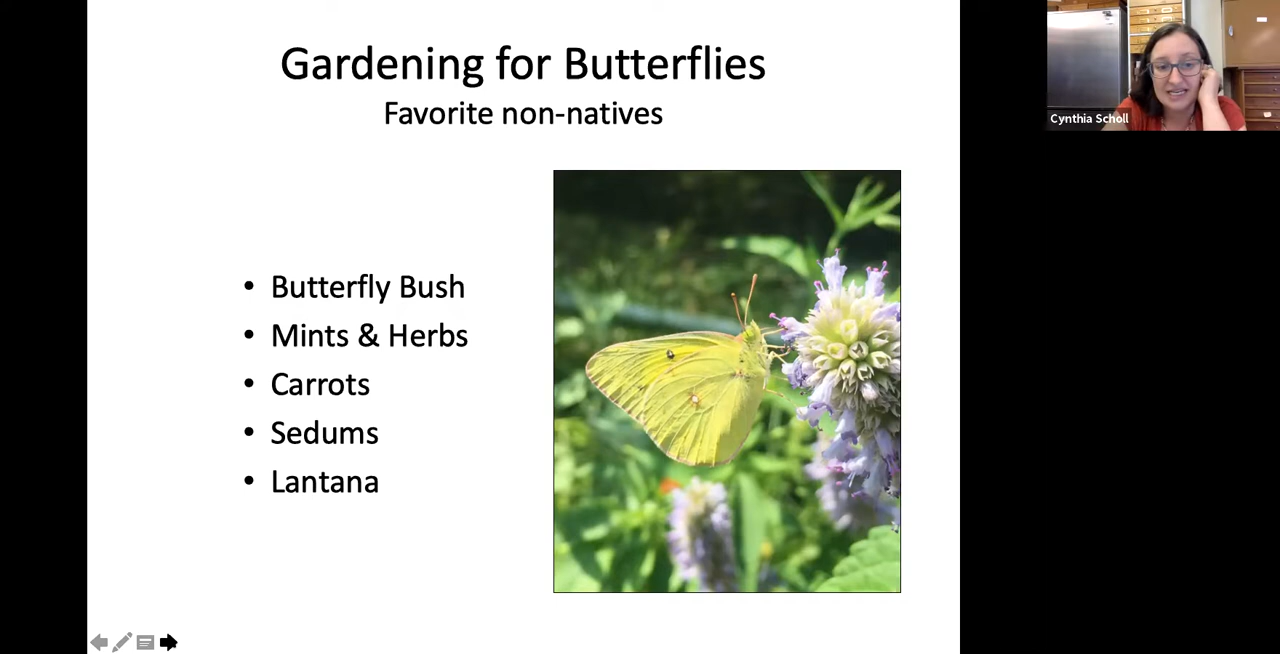 Gardening for Butterflies
Favorite non-natives
• Butterfly Bush
• Mints & Herbs
• Carrots
• Sedums
• Lantana
Cynthia Scholl